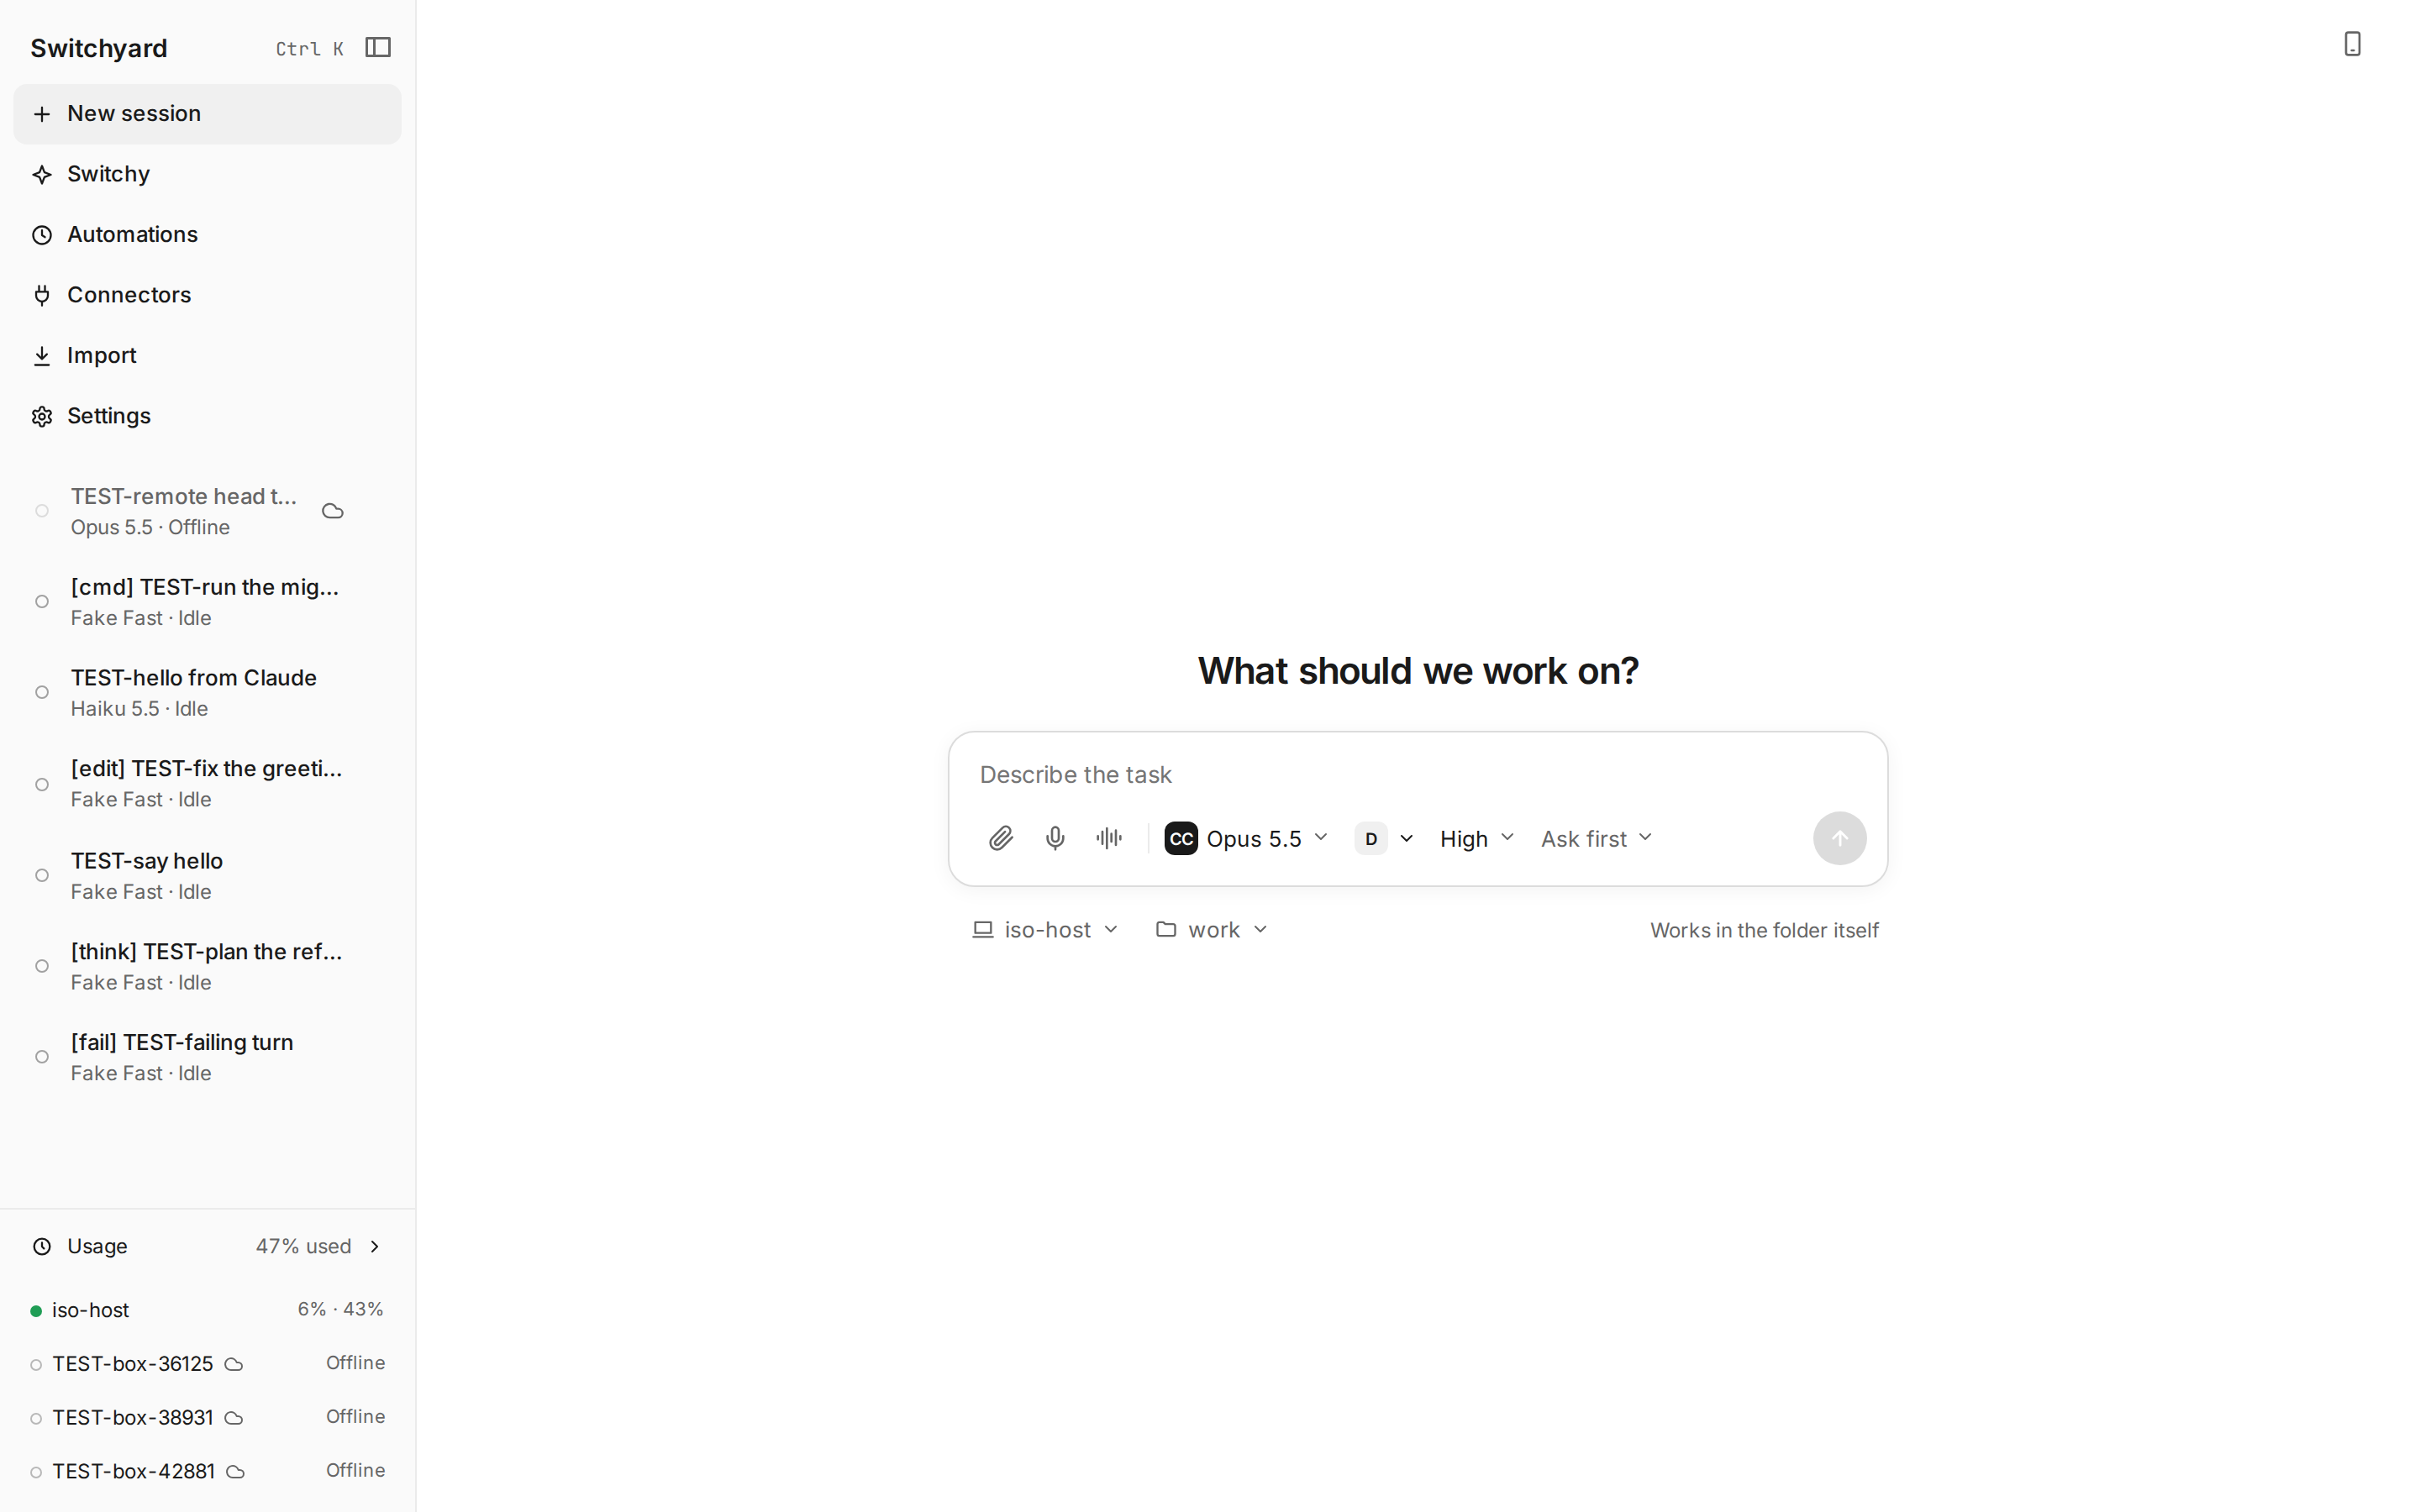 Switchyard Ctrl K
New session
Switchy
Automations
Connectors
Import
Settings
TEST-remote head t...
Opus 5.5 · Offline
[cmd] TEST-run the mig...
Fake Fast · Idle
TEST-hello from Claude
Haiku 5.5 · Idle
[edit] TEST-fix the greeti...
Fake Fast · Idle
TEST-say hello
Fake Fast · Idle
[think] TEST-plan the ref...
Fake Fast · Idle
[fail] TEST-failing turn
Fake Fast · Idle
Usage 47% used
iso-host 6% · 43%
TEST-box-36125 Offline
TEST-box-38931 Offline
TEST-box-42881 Offline
What should we work on?
Describe the task
CC Opus 5.5 D High Ask first
iso-host work Works in the folder itself